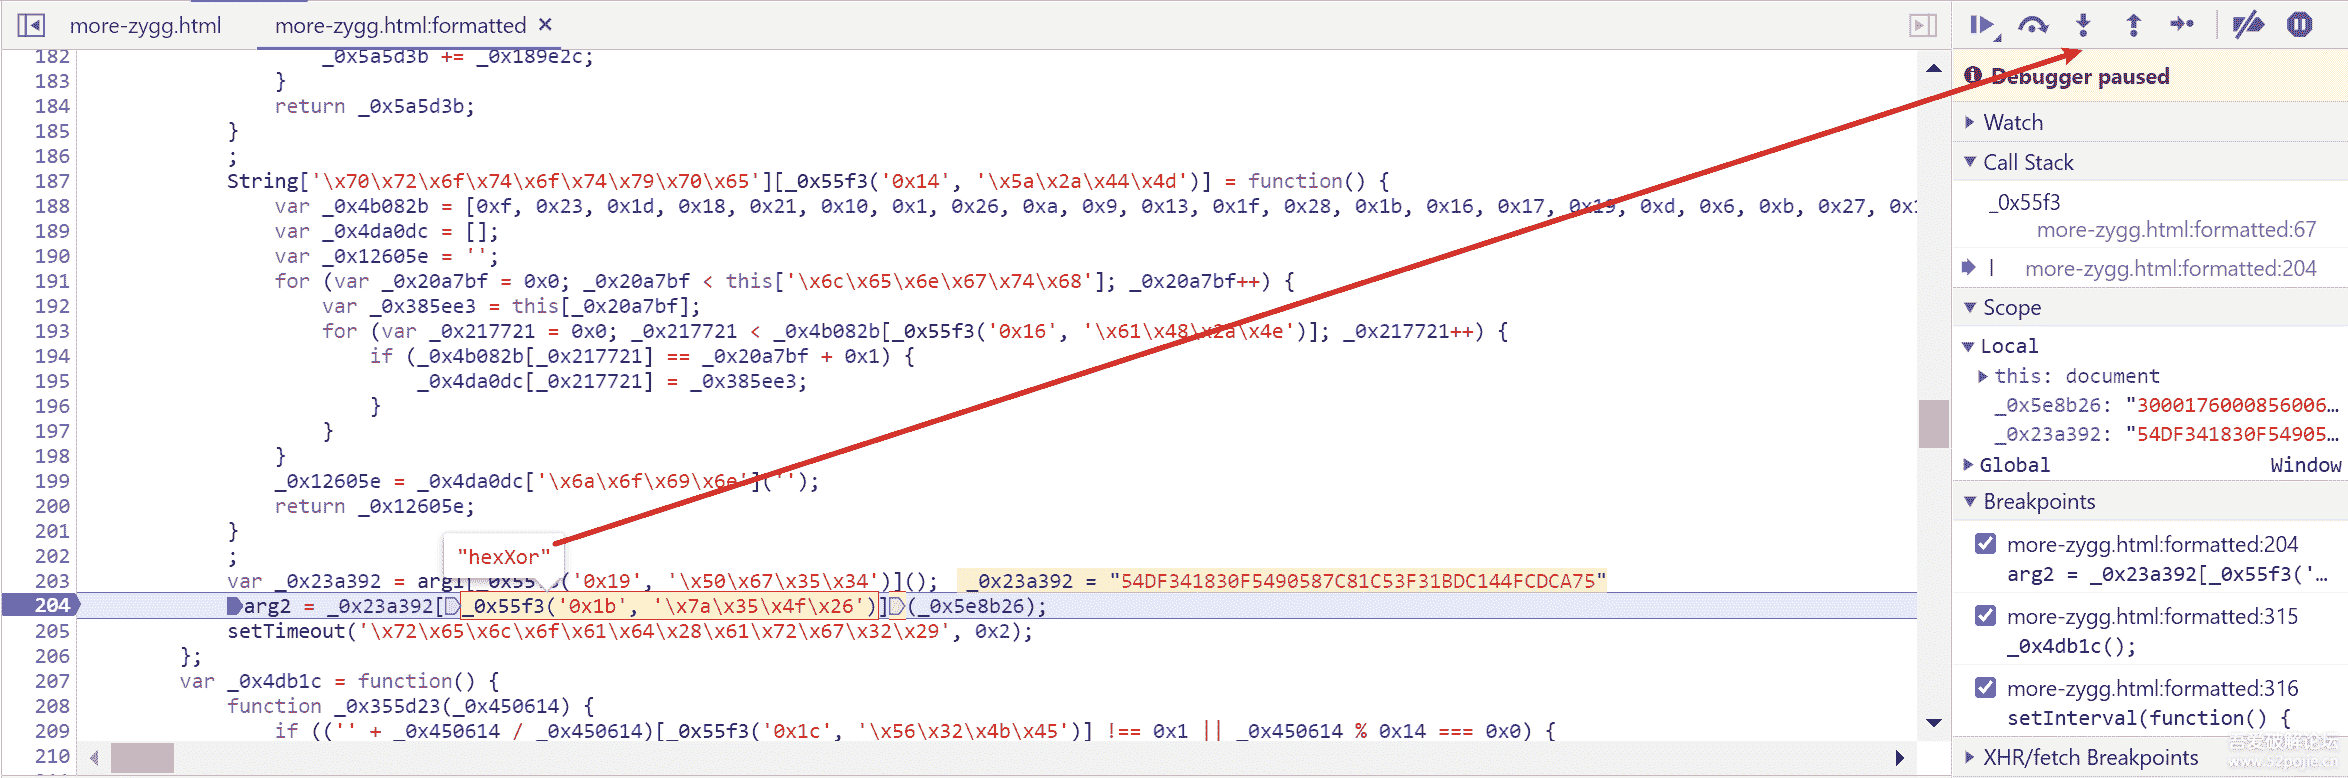 more-zygg.html
more-zygg.html:formatted ×
182 _0x5a5d3b += _0x189e2c;
183 }
184 return _0x5a5d3b;
185 }
186 ;
187 String['\x70\x72\x6f\x74\x6f\x74\x79\x70\x65'][_0x55f3('0x14', '\x5a\x2a\x44\x4d')] = function() {
188 var _0x4b082b = [0xf, 0x23, 0x1d, 0x18, 0x21, 0x10, 0x1, 0x26, 0xa, 0x9, 0x13, 0x1f, 0x28, 0x1b, 0x16, 0x17, 0x19, 0xd, 0x6, 0xb, 0x27,
189 var _0x4da0dc = [];
190 var _0x12605e = '';
191 for (var _0x20a7bf = 0x0; _0x20a7bf < this['\x6c\x65\x6e\x67\x74\x68']; _0x20a7bf++) {
192 var _0x385ee3 = this[_0x20a7bf];
193 for (var _0x217721 = 0x0; _0x217721 < _0x4b082b[_0x55f3('0x16', '\x61\x48\x2a\x4e')]; _0x217721++) {
194 if (_0x4b082b[_0x217721] == _0x20a7bf + 0x1) {
195 _0x4da0dc[_0x217721] = _0x385ee3;
196 }
197 }
198 }
199 _0x12605e = _0x4da0dc['\x6a\x6f\x69\x6e']('');
200 return _0x12605e;
201 }
202 ;
"hexXor"
203 var _0x23a392 = arg1[_0x55f3('0x19', '\x50\x67\x35\x34')](); _0x23a392 = "54DF341830F5490587C81C53F31BDC144FCDCA75"
204 arg2 = _0x23a392[_0x55f3('0x1b', '\x7a\x35\x4f\x26')](_0x5e8b26);
205 setTimeout('\x72\x65\x6c\x6f\x61\x64\x28\x61\x72\x67\x32\x29', 0x2);
206 };
207 var _0x4db1c = function() {
208 function _0x355d23(_0x450614) {
209 if (('' + _0x450614 / _0x450614)[_0x55f3('0x1c', '\x56\x32\x4b\x45')] !== 0x1 || _0x450614 % 0x14 === 0x0) {
210
Debugger paused
Watch
Call Stack
_0x55f3
more-zygg.html:formatted:67
l more-zygg.html:formatted:204
Scope
Local
this: document
_0x5e8b26: "3000176000856006…
_0x23a392: "54DF341830F54905…
Global Window
Breakpoints
more-zygg.html:formatted:204
arg2 = _0x23a392[_0x55f3('…
more-zygg.html:formatted:315
_0x4db1c();
more-zygg.html:formatted:316
setInterval(function() {
XHR/fetch Breakpoints
吾爱破解论坛
www.52pojie.cn